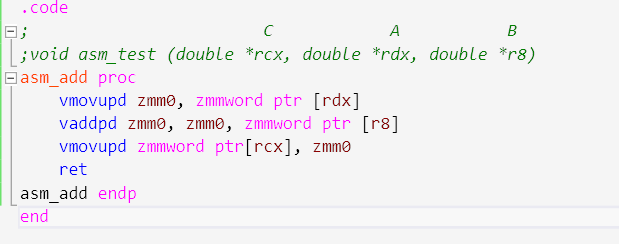 .code
;                              C               A              B
;void asm_test (double *rcx, double *rdx, double *r8)
asm_add proc
    vmovupd zmm0, zmmword ptr [rdx]
    vaddpd zmm0, zmm0, zmmword ptr [r8]
    vmovupd zmmword ptr[rcx], zmm0
    ret
asm_add endp
end